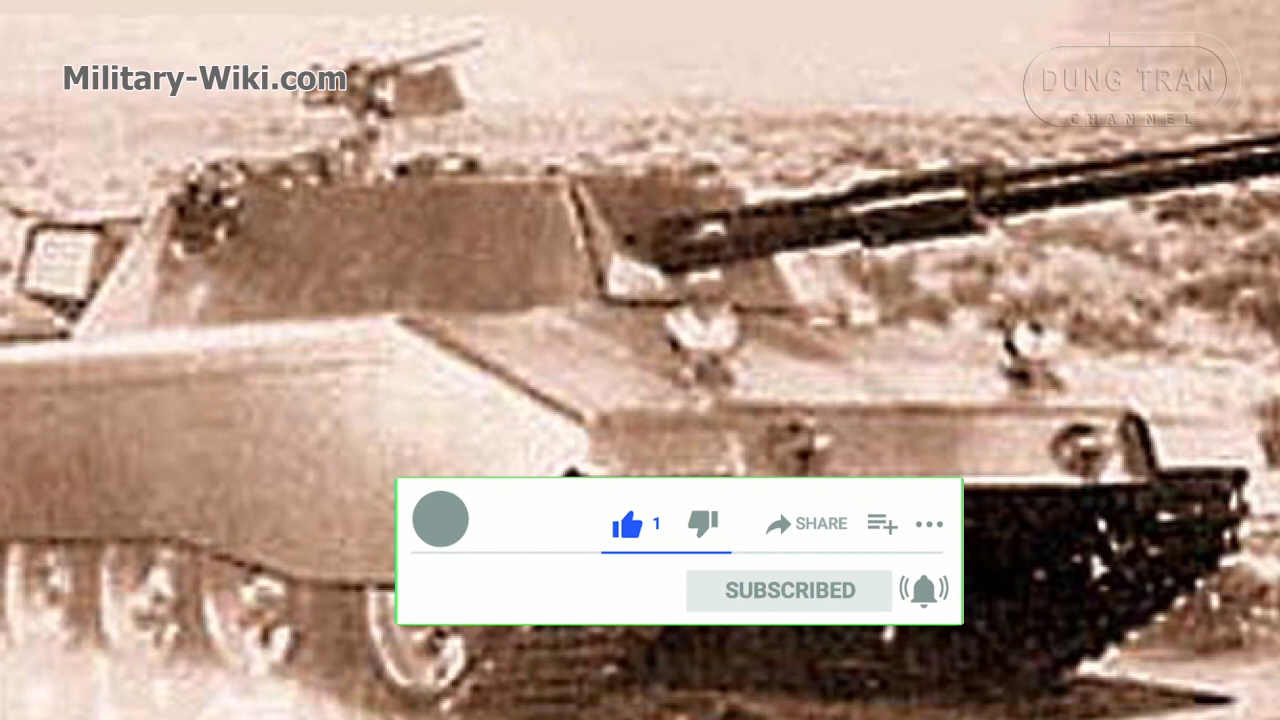 Military-Wiki.com
DUNG TRAN
CHANNEL
1
SHARE
SUBSCRIBED